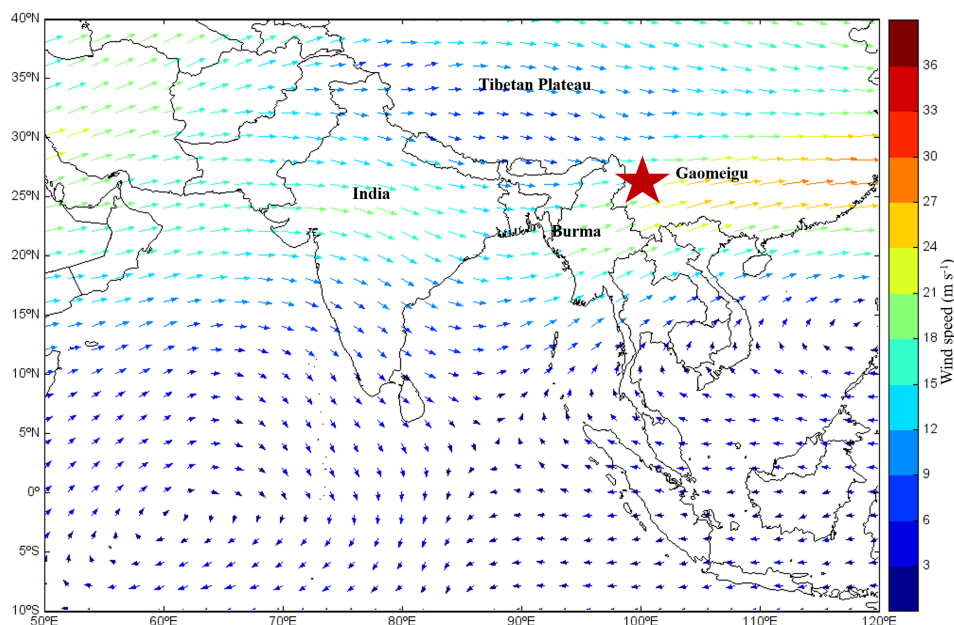 40ºN
35ºN
30ºN
25ºN
20ºN
15ºN
10ºN
5ºN
0º
5ºS
10ºS
50ºE
60ºE
70ºE
80ºE
90ºE
100ºE
110ºE
120ºE
Tibetan Plateau
Gaomeigu
India
Burma
36
33
30
27
24
21
18
15
12
9
6
3
Wind speed (m s⁻¹)